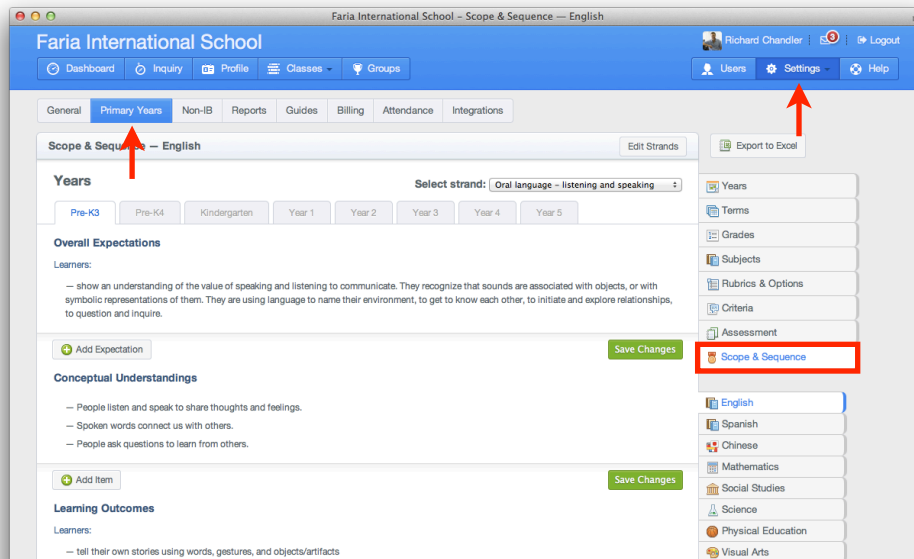 Faria International School – Scope & Sequence — English
Faria International School
Richard Chandler
3
Logout
Dashboard
Inquiry
Profile
Classes
Groups
Users
Settings
Help
General
Primary Years
Non-IB
Reports
Guides
Billing
Attendance
Integrations
Scope & Sequence — English
Edit Strands
Export to Excel
Years
Select strand:
Oral language – listening and speaking
Pre-K3
Pre-K4
Kindergarten
Year 1
Year 2
Year 3
Year 4
Year 5
Overall Expectations
Learners:
— show an understanding of the value of speaking and listening to communicate. They recognize that sounds are associated with objects, or with
symbolic representations of them. They are using language to name their environment, to get to know each other, to initiate and explore relationships,
to question and inquire.
Add Expectation
Save Changes
Conceptual Understandings
— People listen and speak to share thoughts and feelings.
— Spoken words connect us with others.
— People ask questions to learn from others.
Add Item
Save Changes
Learning Outcomes
Learners:
— tell their own stories using words, gestures, and objects/artifacts
Years
Terms
Grades
Subjects
Rubrics & Options
Criteria
Assessment
Scope & Sequence
English
Spanish
Chinese
Mathematics
Social Studies
Science
Physical Education
Visual Arts